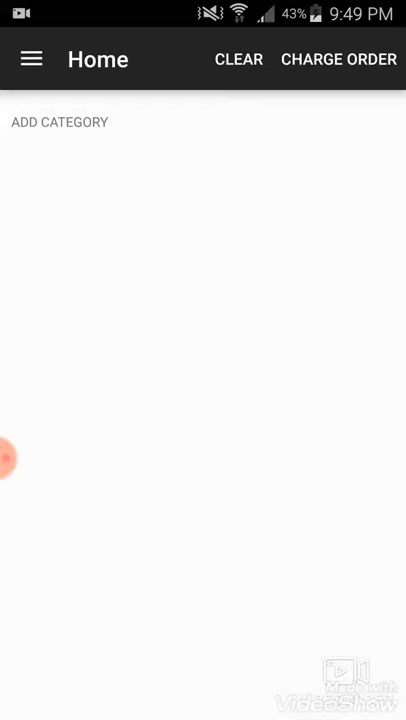 43% 9:49 PM
Home CLEAR CHARGE ORDER
ADD CATEGORY
Made with
VideoShow